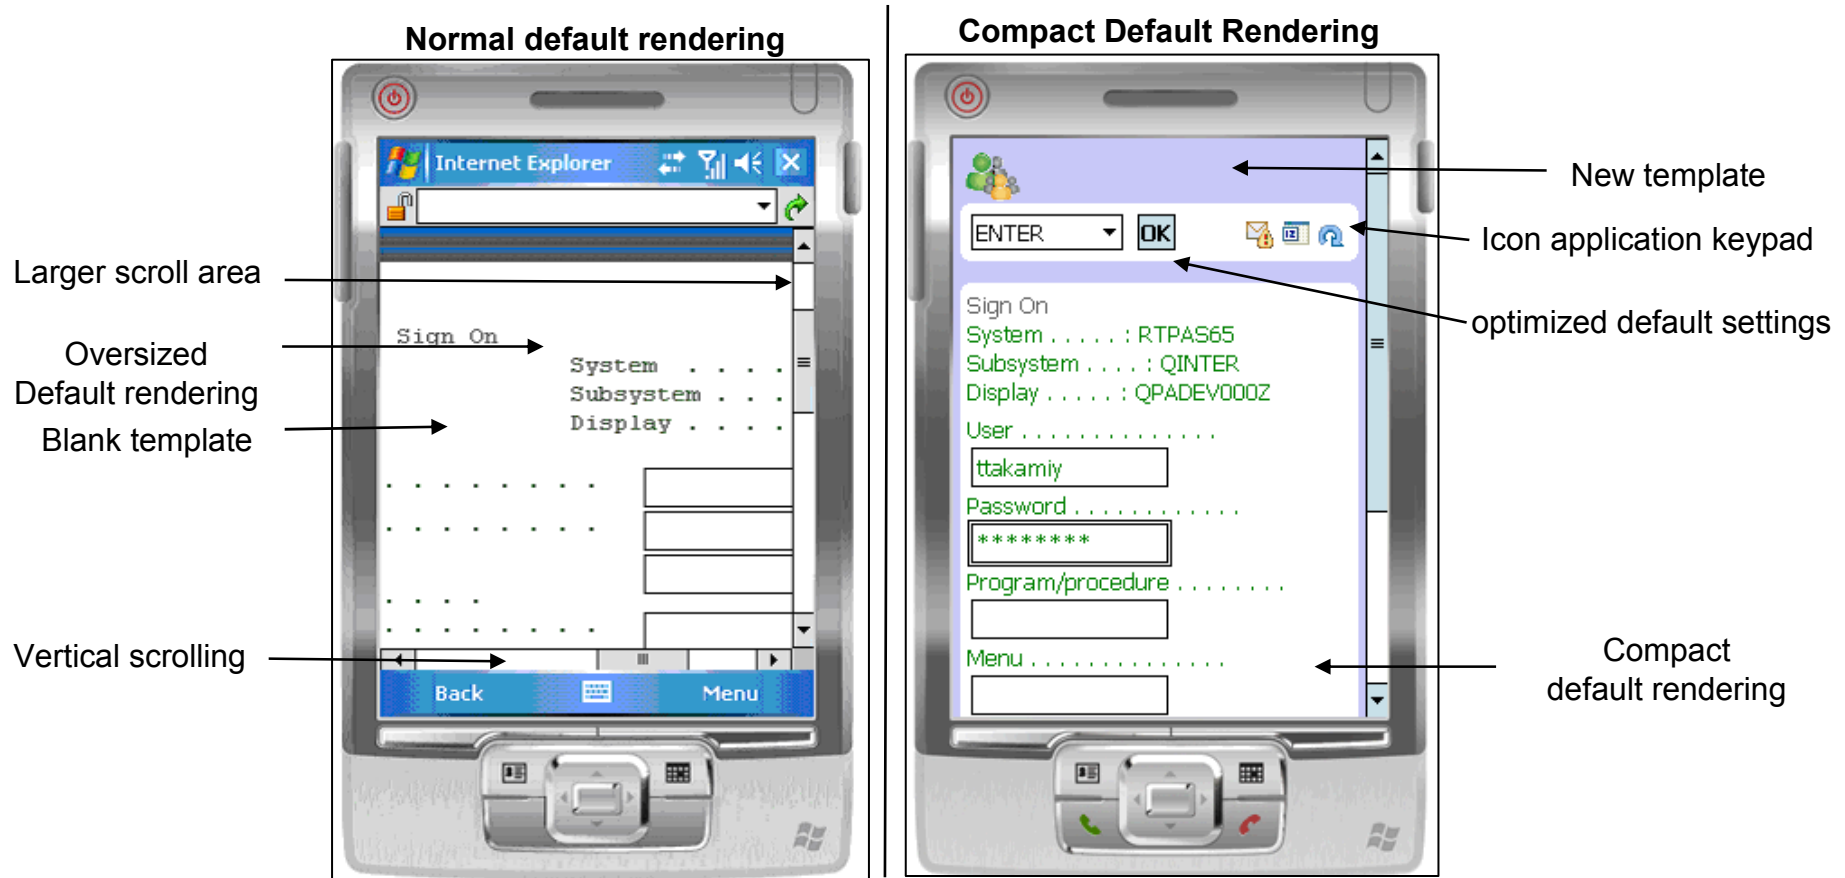 Normal default rendering
Compact Default Rendering
Larger scroll area
Oversized
Default rendering
Blank template
Vertical scrolling
Internet Explorer
Sign On
System . . . .
Subsystem . . .
Display . . . .
. . . . . . . .
. . . . . . . .
. . . .
. . . . . . . .
Back
Menu
ENTER
OK
12
Sign On
System . . . . . : RTPAS65
Subsystem . . . . : QINTER
Display . . . . . : QPADEV000Z
User . . . . . . . . . . . . . .
ttakamiy
Password . . . . . . . . . . . .
********
Program/procedure . . . . . . . .
Menu . . . . . . . . . . . . . .
New template
Icon application keypad
optimized default settings
Compact
default rendering